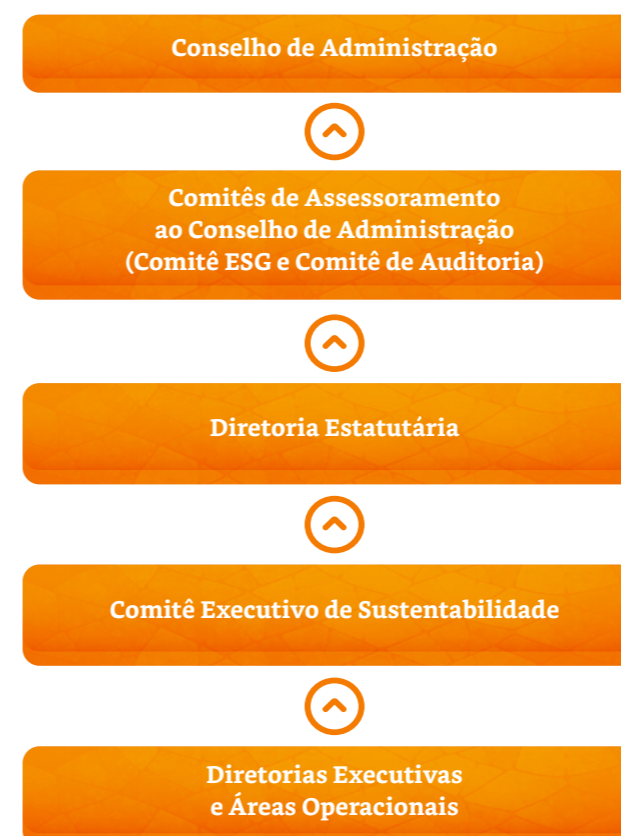 Conselho de Administração
Comitês de Assessoramento
ao Conselho de Administração
(Comitê ESG e Comitê de Auditoria)
Diretoria Estatutária
Comitê Executivo de Sustentabilidade
Diretorias Executivas
e Áreas Operacionais